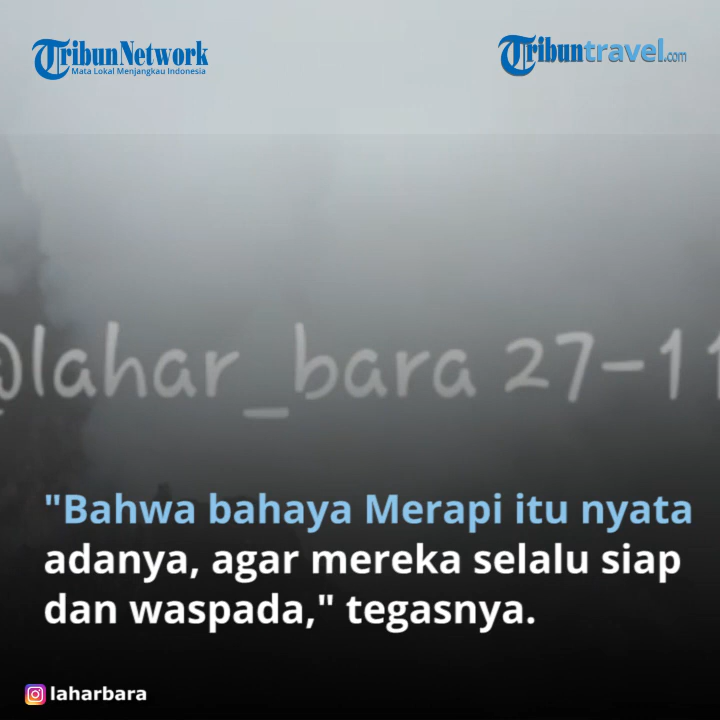 TribunNetwork
Mata Lokal Menjangkau Indonesia
Tribuntravel.com
@lahar_bara 27-11
"Bahwa bahaya Merapi itu nyata
adanya, agar mereka selalu siap
dan waspada," tegasnya.
laharbara